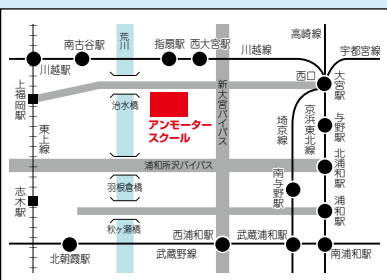 高崎線
宇都宮線
南古谷駅
荒川
指扇駅
西大宮駅
川越線
川越駅
西口
大宮駅
上福岡駅
治水橋
新大宮バイパス
アンモーター
スクール
京浜東北線
与野駅
埼京線
東上線
北浦和駅
浦和所沢バイパス
羽根倉橋
南与野駅
志木駅
浦和駅
秋ヶ瀬橋
西浦和駅
武蔵浦和駅
北朝霞駅
武蔵野線
南浦和駅